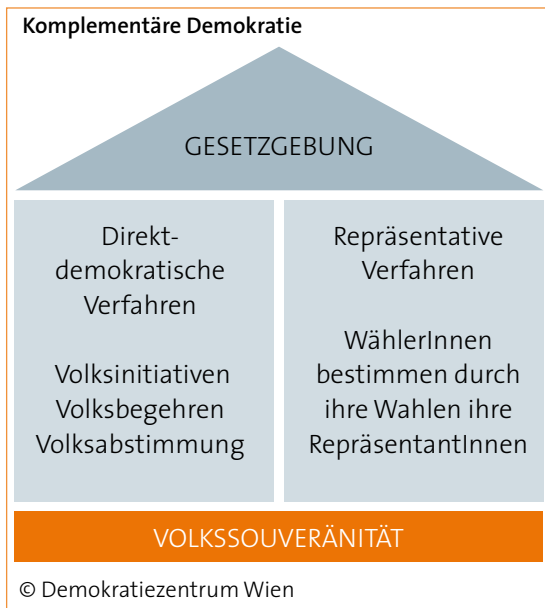 Komplementäre Demokratie
GESETZGEBUNG
Direkt-
demokratische
Verfahren
Volksinitiativen
Volksbegehren
Volksabstimmung
Repräsentative
Verfahren
WählerInnen
bestimmen durch
ihre Wahlen ihre
RepräsentantInnen
VOLKSSOUVERÄNITÄT
© Demokratiezentrum Wien